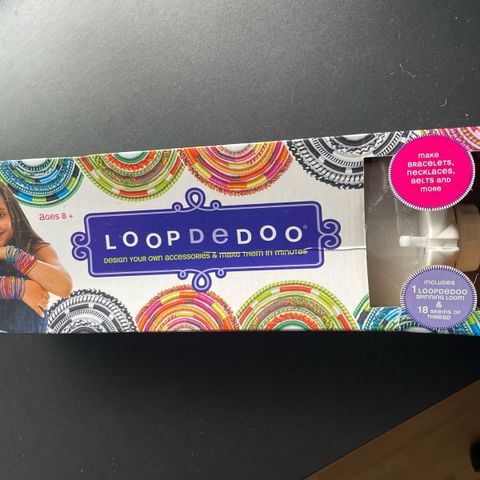 ages 8+
LOOPDEDOO®
DESIGN YOUR OWN ACCESSORIES & MAKE THEM IN MINUTES
MAKE
BRACELETS,
NECKLACES,
BELTS AND
MORE
INCLUDES
1 LOOPDEDOO
SPINNING LOOM
&
18 SKEINS OF
THREAD